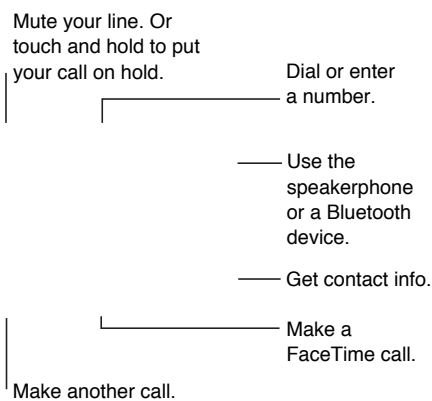 Mute your line. Or
touch and hold to put
your call on hold.
Dial or enter
a number.
Use the
speakerphone
or a Bluetooth
device.
Get contact info.
Make a
FaceTime call.
Make another call.